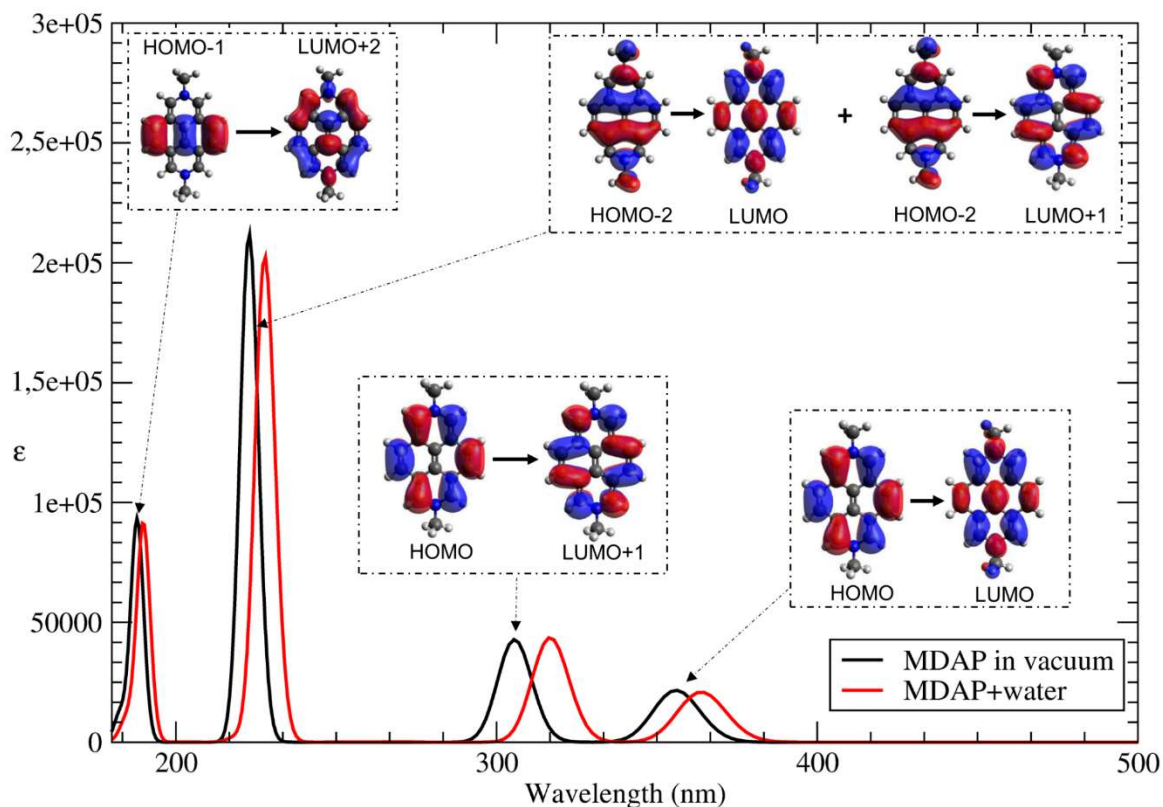 3e+05
2,5e+05
2e+05
1,5e+05
1e+05
50000
0
ε
HOMO-1 LUMO+2
+
HOMO-2 LUMO HOMO-2 LUMO+1
HOMO LUMO+1
HOMO LUMO
MDAP in vacuum
MDAP+water
200 300 400 500
Wavelength (nm)